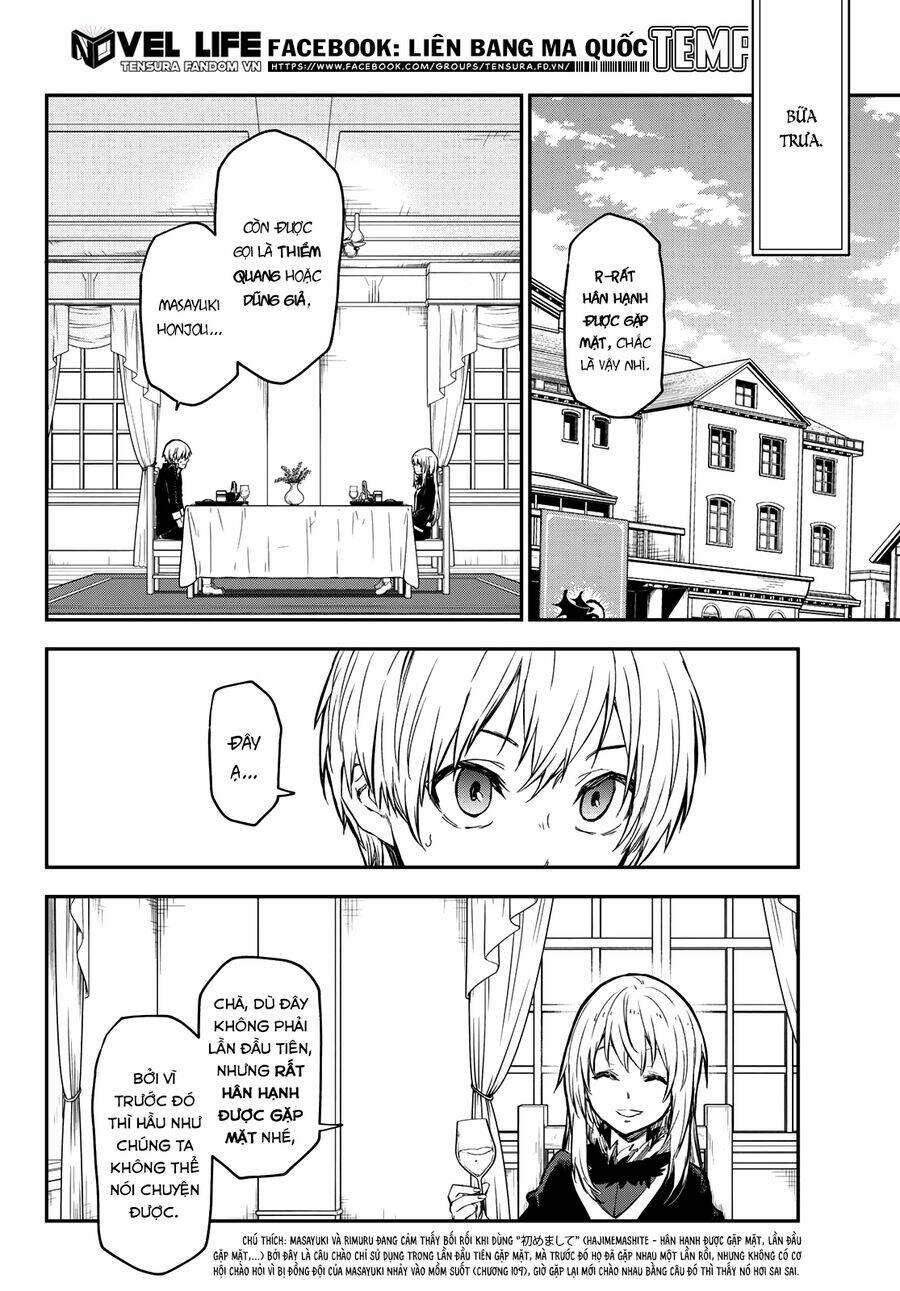 NOVEL LIFE
TENSURA FANDOM VN
FACEBOOK: LIÊN BANG MA QUỐC
HTTPS://WWW.FACEBOOK.COM/GROUPS/TENSURA.FD.VN/
TEMP
BỮA
TRƯA.
R-RẤT
HÂN HẠNH
ĐƯỢC GẶP
MẶT, CHẮC
LÀ VẬY NHỈ.
CÒN ĐƯỢC
GỌI LÀ THIỂM
QUANG HOẶC
DŨNG GIẢ,
MASAYUKI
HONJOU...
ĐÂY
Ạ...
CHÀ, DÙ ĐÂY
KHÔNG PHẢI
LẦN ĐẦU TIÊN,
NHƯNG RẤT
HÂN HẠNH
ĐƯỢC GẶP
MẶT NHÉ,
BỞI VÌ
TRƯỚC ĐÓ
THÌ HẦU NHƯ
CHÚNG TA
KHÔNG THỂ
NÓI CHUYỆN
ĐƯỢC.
CHÚ THÍCH: MASAYUKI VÀ RIMURU ĐANG CẢM THẤY BỐI RỐI KHI DÙNG "初めまして" (HAJIMEMASHITE - HÂN HẠNH ĐƯỢC GẶP MẶT, LẦN ĐẦU
GẶP MẶT,...) BỞI ĐÂY LÀ CÂU CHÀO CHỈ SỬ DỤNG TRONG LẦN ĐẦU TIÊN GẶP MẶT, MÀ TRƯỚC ĐÓ HỌ ĐÃ GẶP NHAU MỘT LẦN RỒI, NHƯNG KHÔNG CÓ CƠ
HỘI CHÀO HỎI VÌ BỊ ĐỒNG ĐỘI CỦA MASAYUKI NHẢY VÀO MỒM SUỐT (CHƯƠNG 109), GIỜ GẶP LẠI MỚI CHÀO NHAU BẰNG CÂU ĐÓ THÌ THẤY NÓ HƠI SAI SAI.